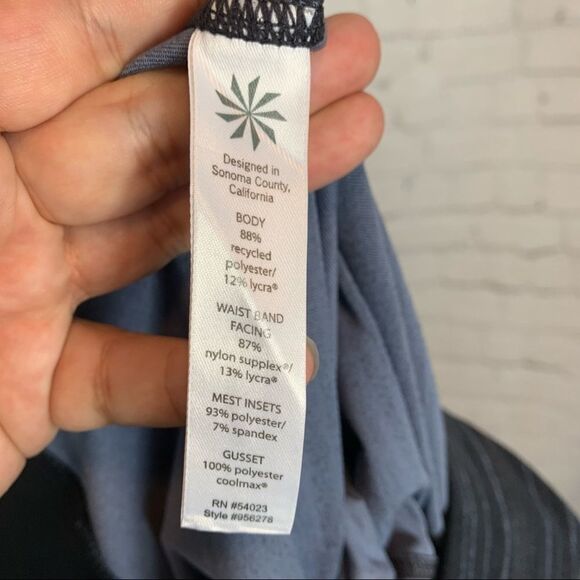 Designed in
Sonoma County,
California
BODY
88%
recycled
polyester/
12% lycra®
WAIST BAND
FACING
87%
nylon supplex®/
13% lycra®
MEST INSETS
93% polyester/
7% spandex
GUSSET
100% polyester
coolmax®
RN #54023
Style #956278